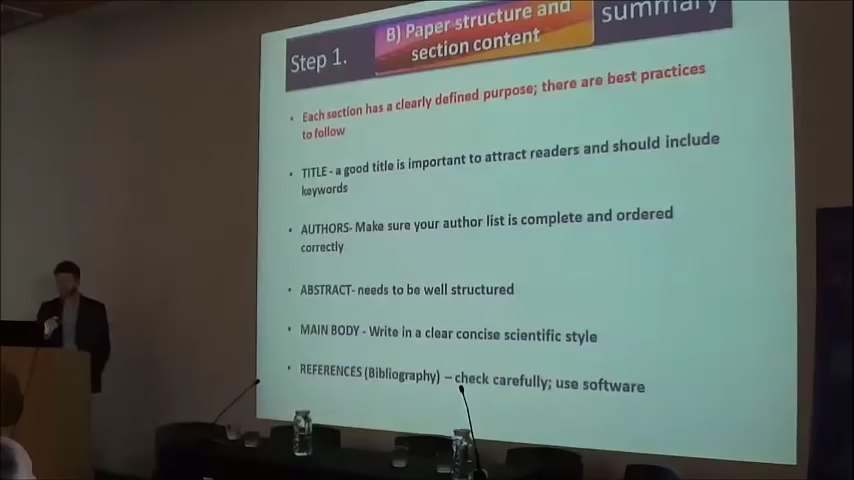 Step 1.
B) Paper structure and
section content
summary
• Each section has a clearly defined purpose; there are best practices
to follow
• TITLE - a good title is important to attract readers and should include
keywords
• AUTHORS- Make sure your author list is complete and ordered
correctly
• ABSTRACT- needs to be well structured
• MAIN BODY - Write in a clear concise scientific style
• REFERENCES (Bibliography) – check carefully; use software